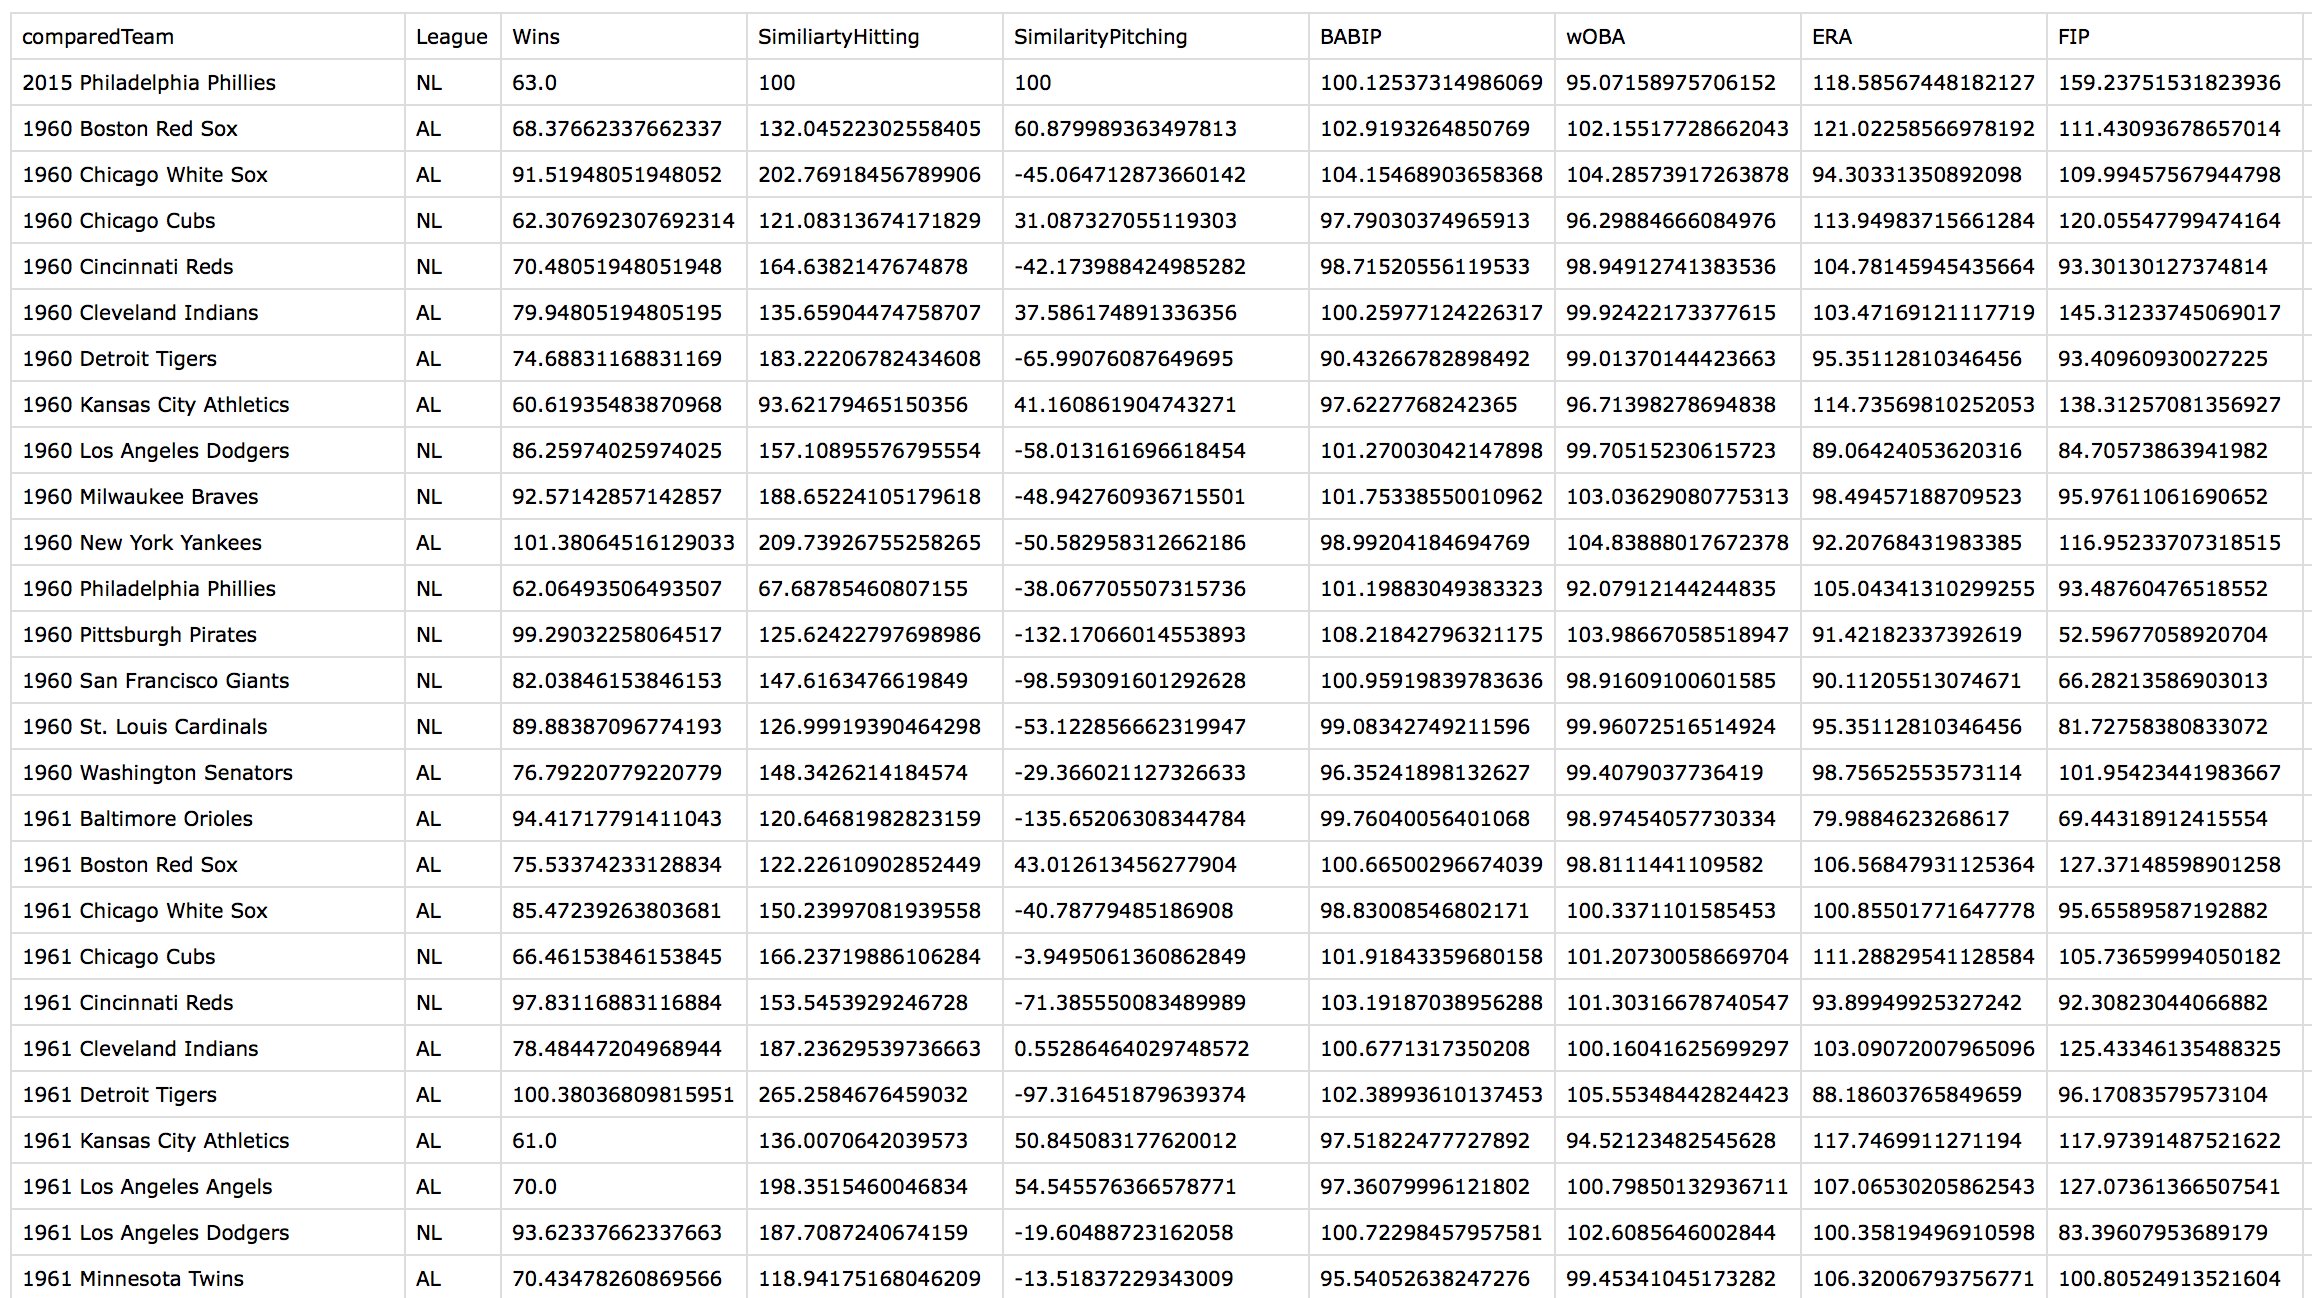 comparedTeam League Wins SimiliartyHitting SimilarityPitching BABIP wOBA ERA FIP
2015 Philadelphia Phillies NL 63.0 100 100 100.12537314986069 95.07158975706152 118.58567448182127 159.23751531823936
1960 Boston Red Sox AL 68.37662337662337 132.04522302558405 60.879989363497813 102.9193264850769 102.15517728662043 121.02258566978192 111.43093678657014
1960 Chicago White Sox AL 91.51948051948052 202.76918456789906 -45.064712873660142 104.15468903658368 104.28573917263878 94.30331350892098 109.99457567944798
1960 Chicago Cubs NL 62.307692307692314 121.08313674171829 31.087327055119303 97.79030374965913 96.29884666084976 113.94983715661284 120.05547799474164
1960 Cincinnati Reds NL 70.48051948051948 164.6382147674878 -42.173988424985282 98.71520556119533 98.94912741383536 104.78145945435664 93.30130127374814
1960 Cleveland Indians AL 79.94805194805195 135.65904474758707 37.586174891336356 100.25977124226317 99.92422173377615 103.47169121117719 145.31233745069017
1960 Detroit Tigers AL 74.68831168831169 183.22206782434608 -65.99076087649695 90.43266782898492 99.01370144423663 95.35112810346456 93.40960930027225
1960 Kansas City Athletics AL 60.61935483870968 93.62179465150356 41.160861904743271 97.6227768242365 96.71398278694838 114.73569810252053 138.31257081356927
1960 Los Angeles Dodgers NL 86.25974025974025 157.10895576795554 -58.013161696618454 101.27003042147898 99.70515230615723 89.06424053620316 84.70573863941982
1960 Milwaukee Braves NL 92.57142857142857 188.65224105179618 -48.942760936715501 101.75338550010962 103.03629080775313 98.49457188709523 95.97611061690652
1960 New York Yankees AL 101.38064516129033 209.73926755258265 -50.582958312662186 98.99204184694769 104.83888017672378 92.20768431983385 116.95233707318515
1960 Philadelphia Phillies NL 62.06493506493507 67.68785460807155 -38.067705507315736 101.19883049383323 92.07912144244835 105.04341310299255 93.48760476518552
1960 Pittsburgh Pirates NL 99.29032258064517 125.62422797698986 -132.17066014553893 108.21842796321175 103.98667058518947 91.42182337392619 52.59677058920704
1960 San Francisco Giants NL 82.03846153846153 147.6163476619849 -98.593091601292628 100.95919839783636 98.91609100601585 90.11205513074671 66.28213586903013
1960 St. Louis Cardinals NL 89.88387096774193 126.99919390464298 -53.122856662319947 99.08342749211596 99.96072516514924 95.35112810346456 81.72758380833072
1960 Washington Senators AL 76.79220779220779 148.3426214184574 -29.366021127326633 96.35241898132627 99.4079037736419 98.75652553573114 101.95423441983667
1961 Baltimore Orioles AL 94.41717791411043 120.64681982823159 -135.65206308344784 99.76040056401068 98.97454057730334 79.9884623268617 69.44318912415554
1961 Boston Red Sox AL 75.53374233128834 122.22610902852449 43.012613456277904 100.66500296674039 98.8111441109582 106.56847931125364 127.37148598901258
1961 Chicago White Sox AL 85.47239263803681 150.23997081939558 -40.78779485186908 98.83008546802171 100.3371101585453 100.85501771647778 95.65589587192882
1961 Chicago Cubs NL 66.46153846153845 166.23719886106284 -3.9495061360862849 101.91843359680158 101.20730058669704 111.28829541128584 105.73659994050182
1961 Cincinnati Reds NL 97.83116883116884 153.5453929246728 -71.385550083489989 103.19187038956288 101.30316678740547 93.89949925327242 92.30823044066882
1961 Cleveland Indians AL 78.48447204968944 187.23629539736663 0.55286464029748572 100.6771317350208 100.16041625699297 103.09072007965096 125.43346135488325
1961 Detroit Tigers AL 100.38036809815951 265.2584676459032 -97.316451879639374 102.38993610137453 105.55348442824423 88.18603765849659 96.17083579573104
1961 Kansas City Athletics AL 61.0 136.0070642039573 50.845083177620012 97.51822477727892 94.52123482545628 117.7469911271194 117.97391487521622
1961 Los Angeles Angels AL 70.0 198.3515460046834 54.545576366578771 97.36079996121802 100.79850132936711 107.06530205862543 127.07361366507541
1961 Los Angeles Dodgers NL 93.62337662337663 187.7087240674159 -19.60488723162058 100.72298457957581 102.6085646002844 100.35819496910598 83.39607953689179
1961 Minnesota Twins AL 70.43478260869566 118.94175168046209 -13.51837229343009 95.54052638247276 99.45341045173282 106.32006793756771 100.80524913521604